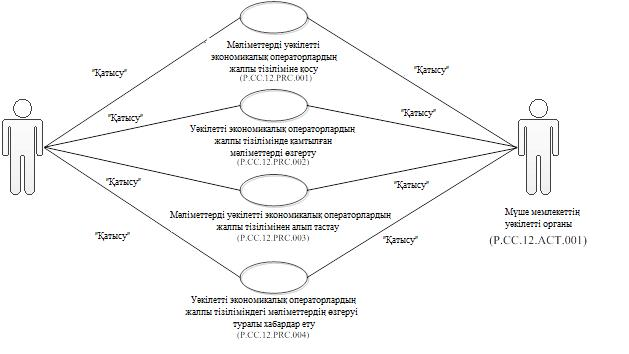 "Қатысу"
"Қатысу"
Мәліметтерді уәкілетті
экономикалық операторлардың
жалпы тізіліміне қосу
(P.CC.12.PRC.001)
"Қатысу"
"Қатысу"
Уәкілетті экономикалық операторлардың
жалпы тізілімінде қамтылған
мәліметтерді өзгерту
(P.CC.12.PRC.002)
"Қатысу"
"Қатысу"
Мәліметтерді уәкілетті экономикалық операторлардың
жалпы тізілімінен алып тастау
(P.CC.12.PRC.003)
Мүше мемлекеттің
уәкілетті органы
(P.CC.12.ACT.001)
"Қатысу"
"Қатысу"
Уәкілетті экономикалық операторлардың
жалпы тізіліміндегі мәліметтердің өзгеруі
туралы хабардар ету
(P.CC.12.PRC.004)